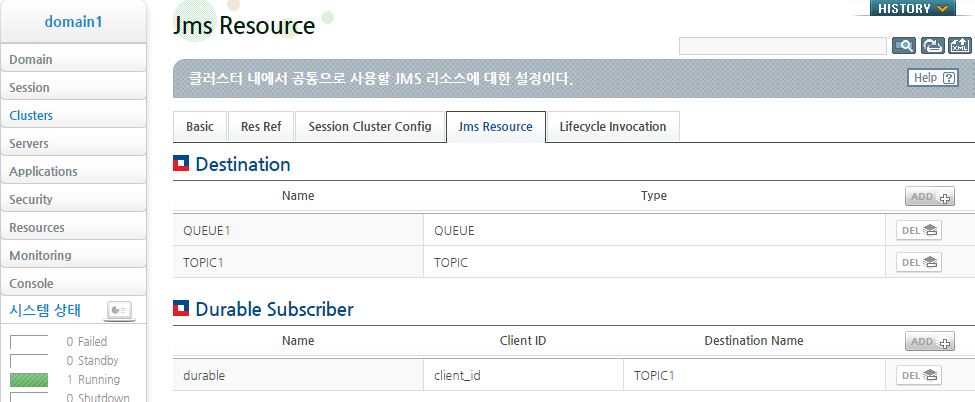 domain1
Domain
Session
Clusters
Servers
Applications
Security
Resources
Monitoring
Console
시스템 상태
0 Failed
0 Standby
1 Running
0 Shutdown
HISTORY
Jms Resource
XML
클러스터 내에서 공통으로 사용할 JMS 리소스에 대한 설정이다.
Help ?
Basic Res Ref Session Cluster Config Jms Resource Lifecycle Invocation
Destination
Name Type ADD
QUEUE1 QUEUE DEL
TOPIC1 TOPIC DEL
Durable Subscriber
Name Client ID Destination Name ADD
durable client_id TOPIC1 DEL